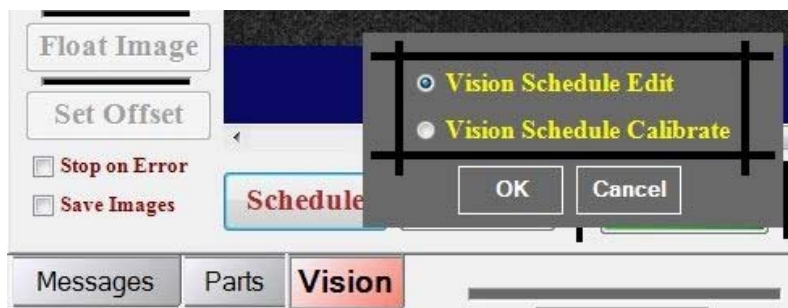 Float Image
Set Offset
Stop on Error
Save Images
Schedule
Vision Schedule Edit
Vision Schedule Calibrate
OK
Cancel
Messages
Parts
Vision